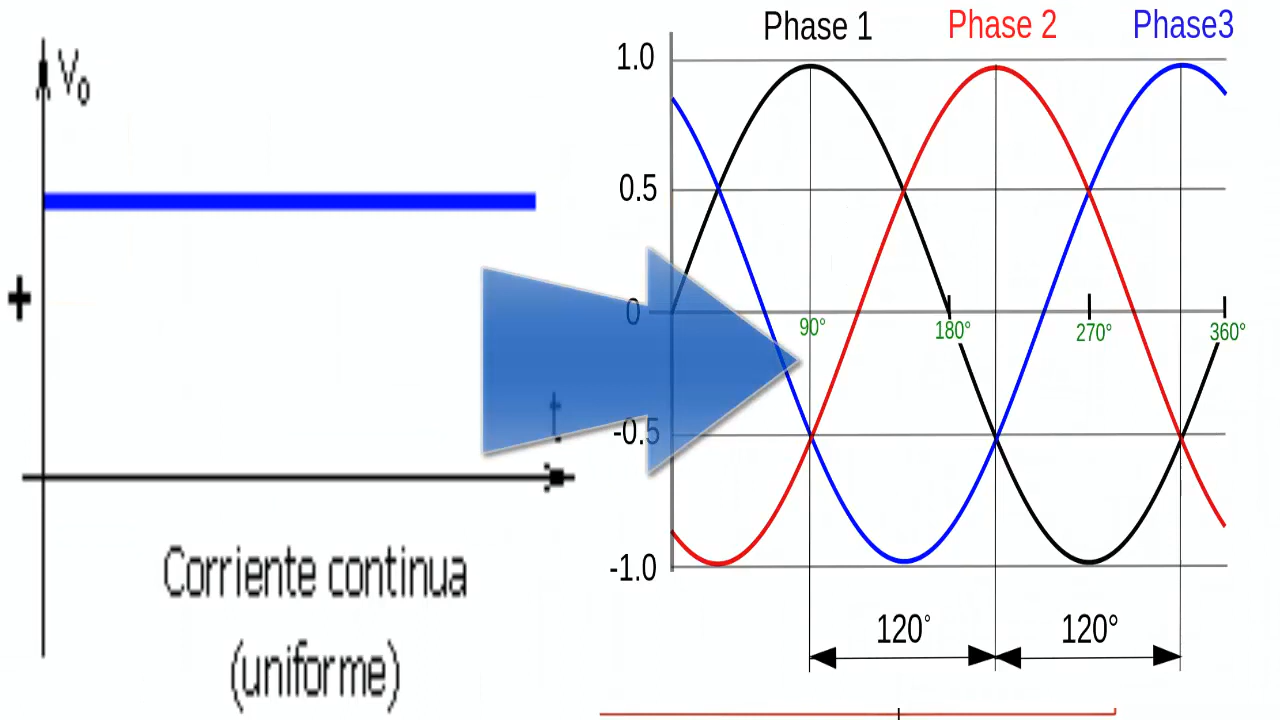 V₀
+
t
Corriente continua
(uniforme)
Phase 1 Phase 2 Phase3
1.0
0.5
0
90° 180° 270° 360°
-0.5
-1.0
120° 120°